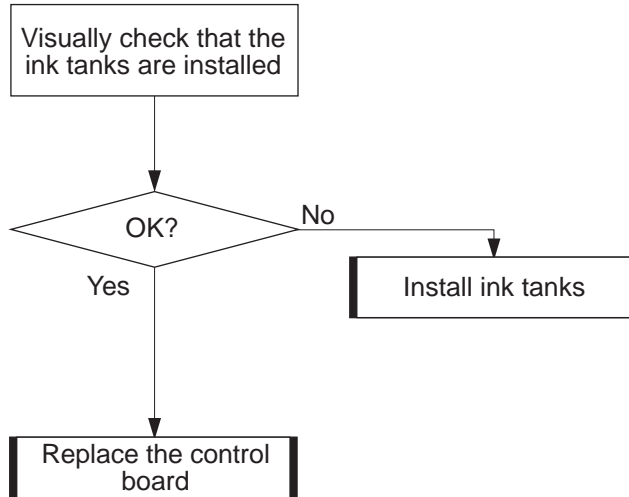 Visually check that the
ink tanks are installed
OK?
No
Yes
Install ink tanks
Replace the control
board